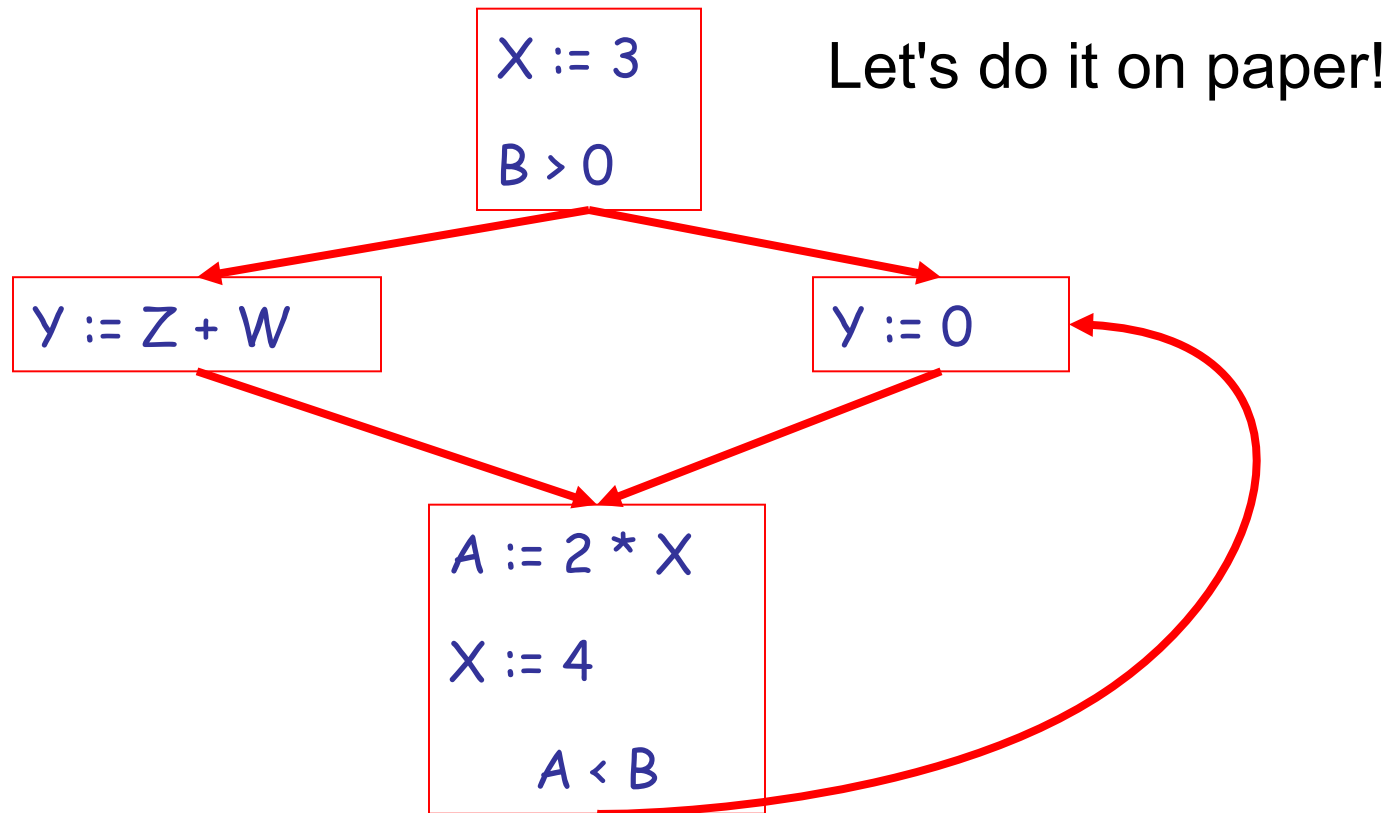 X := 3
Let's do it on paper!
B > 0
Y := Z + W
Y := 0
A := 2 * X
X := 4
A < B